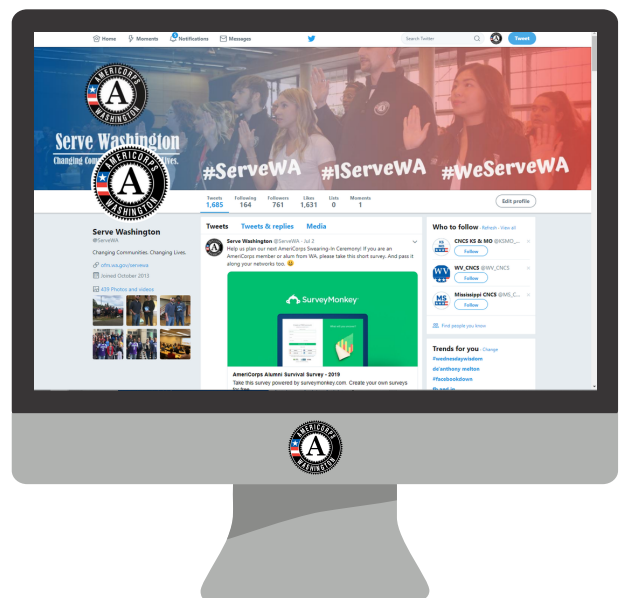 Home Moments Notifications Messages Search Twitter Tweet
AMERICORPS
A
WASHINGTON
Serve Washington
Changing Com
#ServeWA #IServeWA #WeServeWA
AMERICORPS
A
WASHINGTON
Tweets Following Followers Likes Lists Moments
1,685 164 761 1,631 0 1
Edit profile
Serve Washington
@ServeWA
Changing Communities. Changing Lives.
ofm.wa.gov/servewa
Joined October 2013
439 Photos and videos
Tweets Tweets & replies Media
Serve Washington @ServeWA · Jul 2
Help us plan our next AmeriCorps Swearing-in Ceremony! If you are an
AmeriCorps member or alum from WA, please take this short survey. And pass it
along your networks too.
SurveyMonkey
AmeriCorps Alumni Survival Survey - 2019
Take this survey powered by surveymonkey.com. Create your own surveys
for free.
Who to follow · Refresh · View all
CNCS KS & MO @KSMO_...
Follow
WV_CNCS @WV_CNCS
Follow
Mississippi CNCS @MS_C...
Follow
Find people you know
Trends for you · Change
#wednesdaywisdom
de'anthony melton
#facebookdown
AMERICORPS
A
WASHINGTON